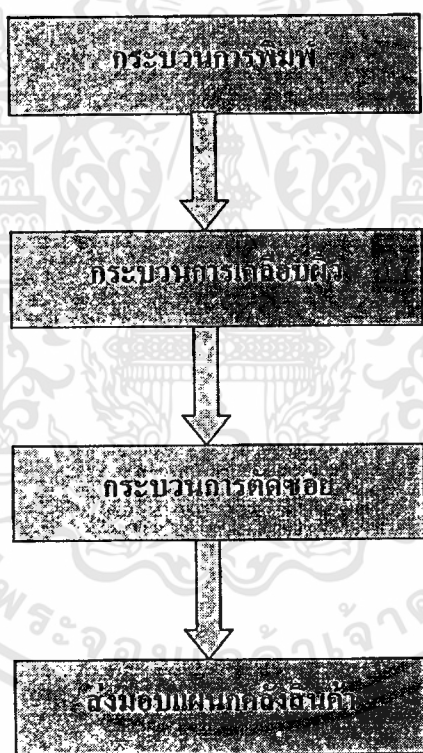 กระบวนการพิมพ์
กระบวนการเคลือบผิว
กระบวนการตัดซอย
ส่งมอบแผนกคลังสินค้า